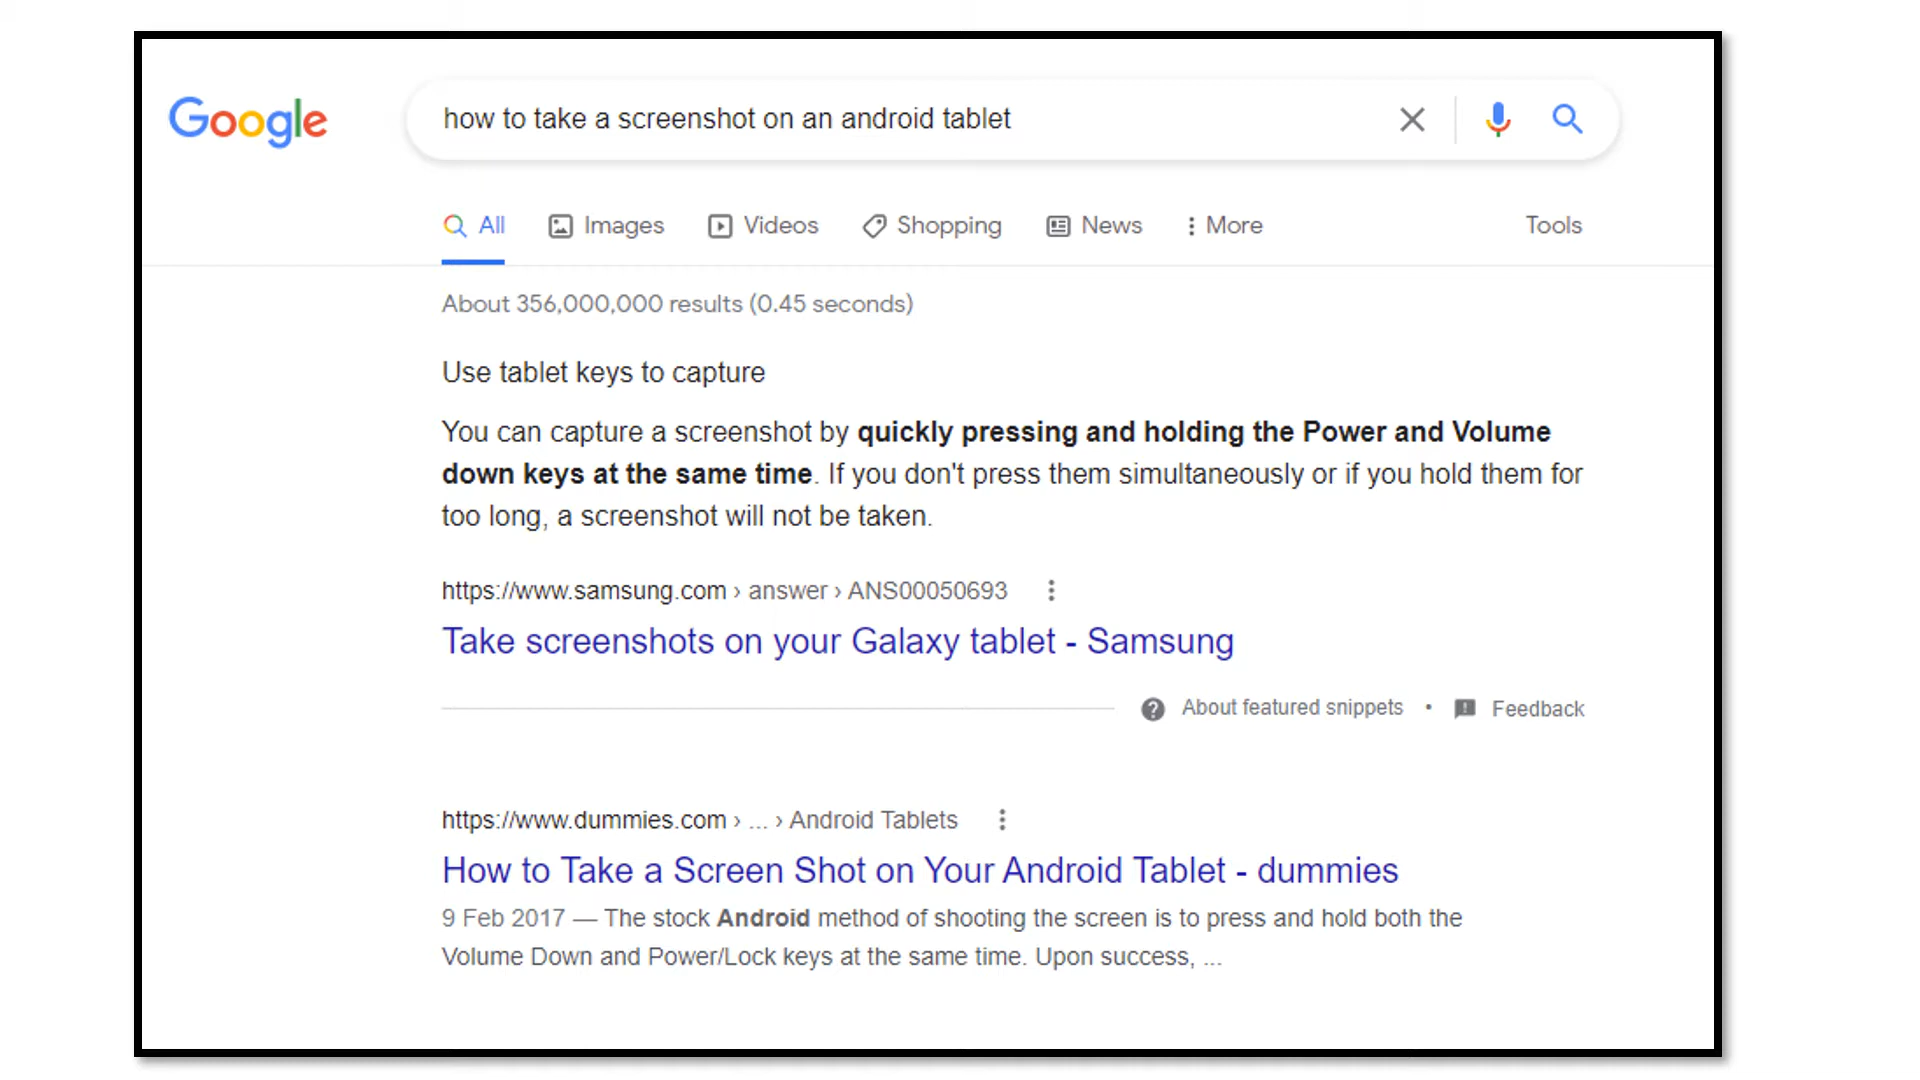 Google
how to take a screenshot on an android tablet
All Images Videos Shopping News More Tools
About 356,000,000 results (0.45 seconds)
Use tablet keys to capture
You can capture a screenshot by quickly pressing and holding the Power and Volume
down keys at the same time. If you don't press them simultaneously or if you hold them for
too long, a screenshot will not be taken.
https://www.samsung.com › answer › ANS00050693
Take screenshots on your Galaxy tablet - Samsung
About featured snippets • Feedback
https://www.dummies.com › ... › Android Tablets
How to Take a Screen Shot on Your Android Tablet - dummies
9 Feb 2017 — The stock Android method of shooting the screen is to press and hold both the
Volume Down and Power/Lock keys at the same time. Upon success, ...